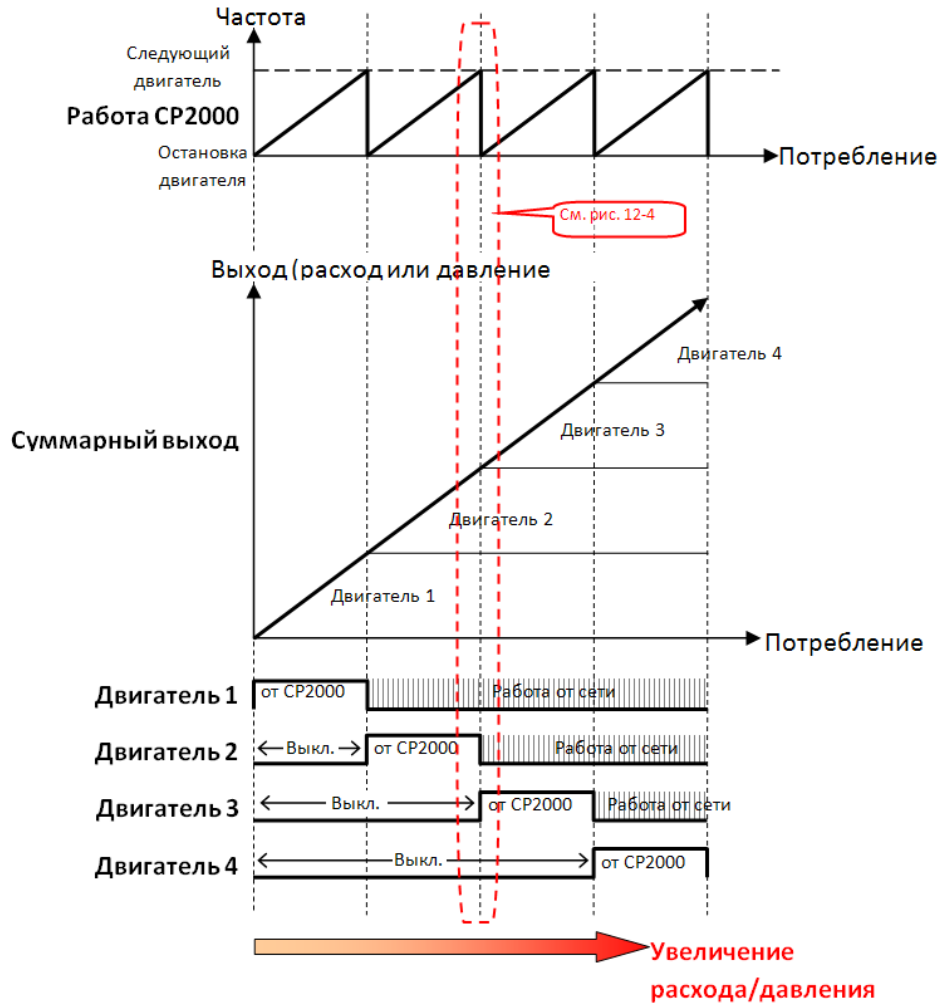 Частота
Следующий
двигатель
Работа CP2000
Остановка
двигателя
Потребление
См. рис. 12-4
Выход (расход или давление
Двигатель 4
Двигатель 3
Суммарный выход
Двигатель 2
Двигатель 1
Потребление
Двигатель 1
от CP2000
Работа от сети
Двигатель 2
Выкл.
от CP2000
Работа от сети
Двигатель 3
Выкл.
от CP2000
Работа от сети
Двигатель 4
Выкл.
от CP2000
Увеличение
расхода/давления